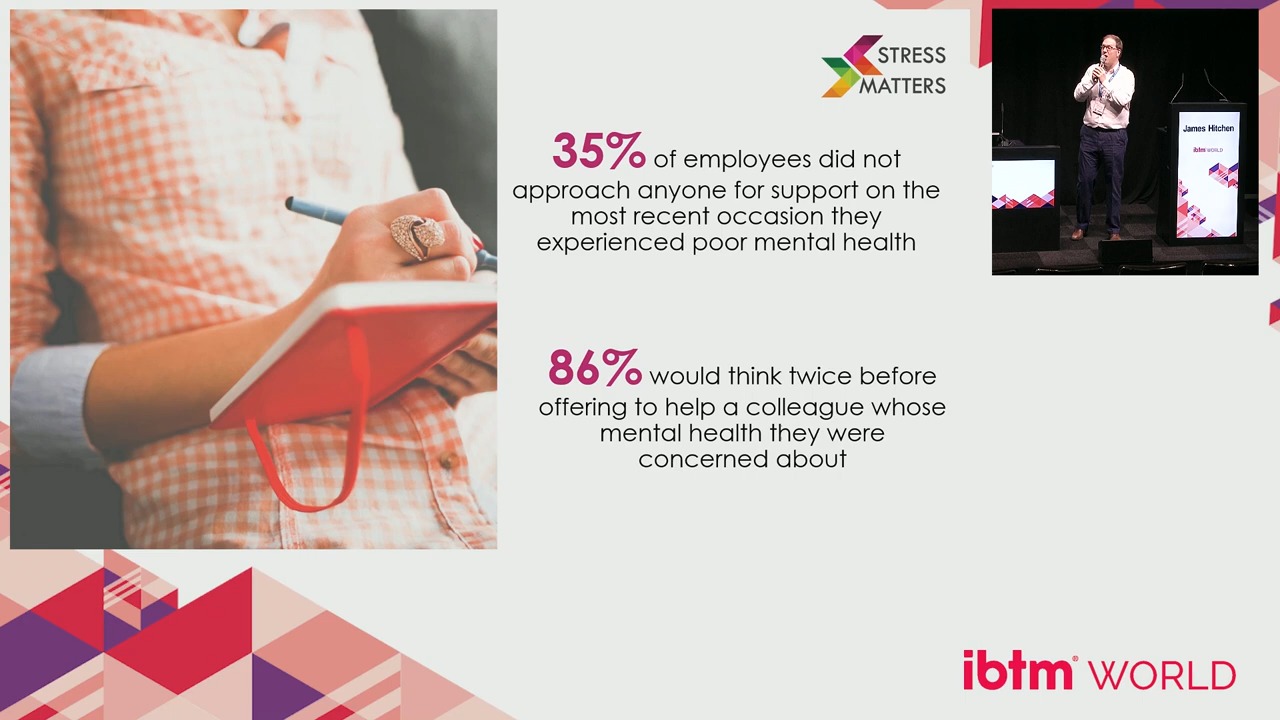 STRESS
MATTERS
35% of employees did not
approach anyone for support on the
most recent occasion they
experienced poor mental health
86% would think twice before
offering to help a colleague whose
mental health they were
concerned about
James Hitchen
ibtm WORLD
ibtm® WORLD